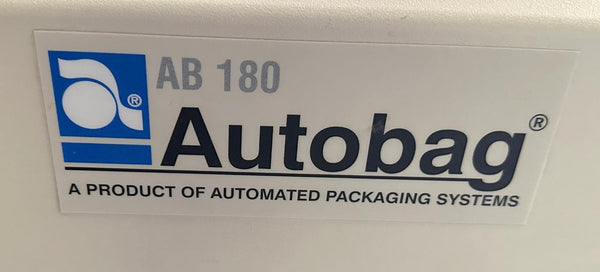 AB 180
Autobag®
A PRODUCT OF AUTOMATED PACKAGING SYSTEMS
a®